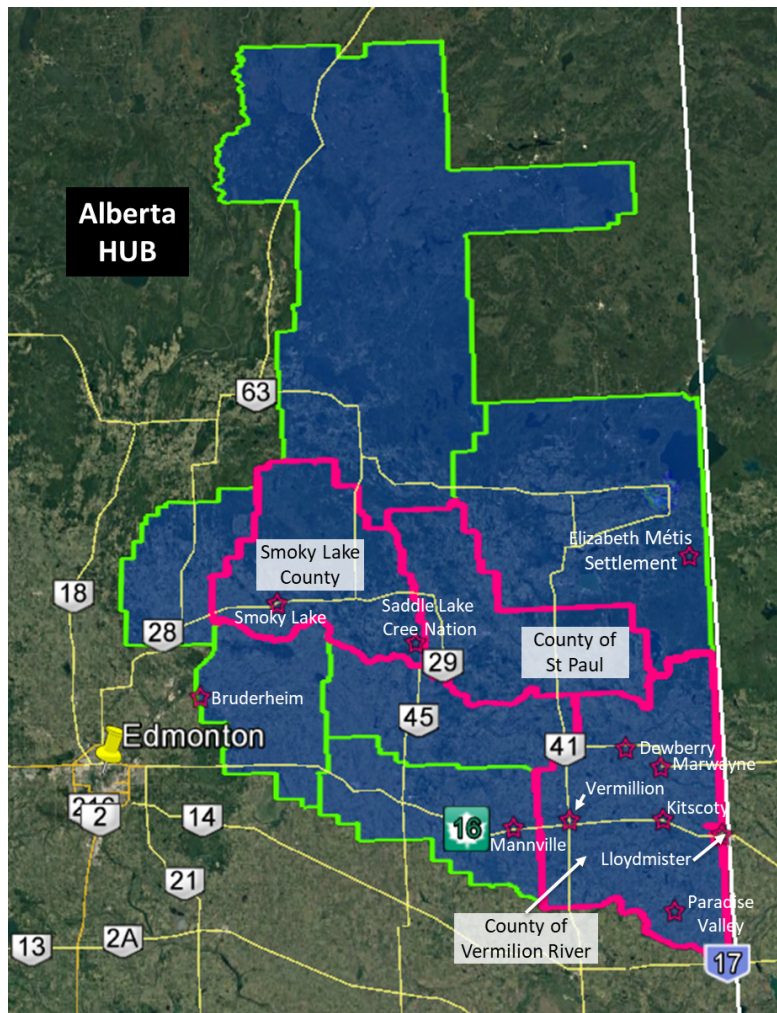 Alberta
HUB
63
Elizabeth Métis
Settlement
Smoky Lake
County
18
Smoky Lake
Saddle Lake
Cree Nation
28
County of
St Paul
29
Bruderheim
45
Edmonton
41
Dewberry
Marwayne
Vermillion
2
14
16
Mannville
Kitscoty
Lloydmister
21
Paradise
Valley
County of
Vermilion River
13
2A
17